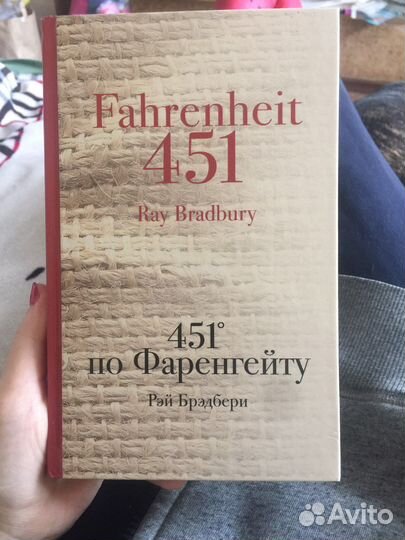 Fahrenheit
451
Ray Bradbury
451°
по Фаренгейту
Рэй Брэдбери
Avito